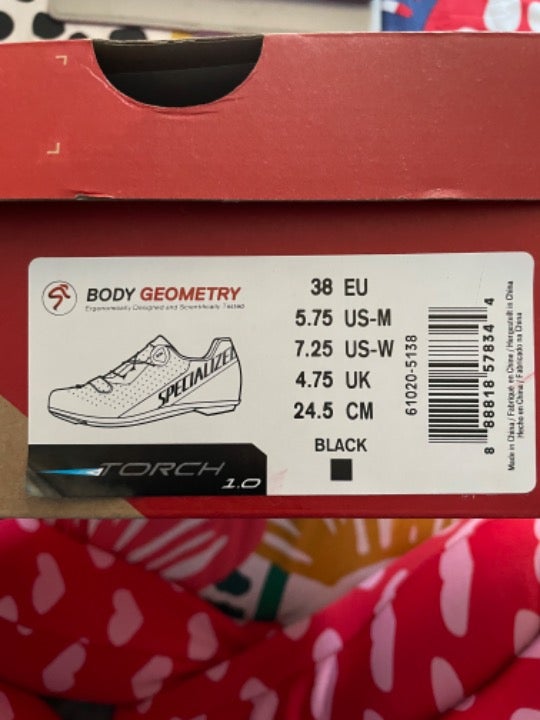 BODY GEOMETRY
Ergonomically Designed and Scientifically Tested
SPECIALIZED
TORCH
1.0
38 EU
5.75 US-M
7.25 US-W
4.75 UK
24.5 CM
BLACK
61020-5138
8 88818 57834 4
Made in China / Fabriqué en China / Hergestellt in China
Hecho en China / Fabricado na China